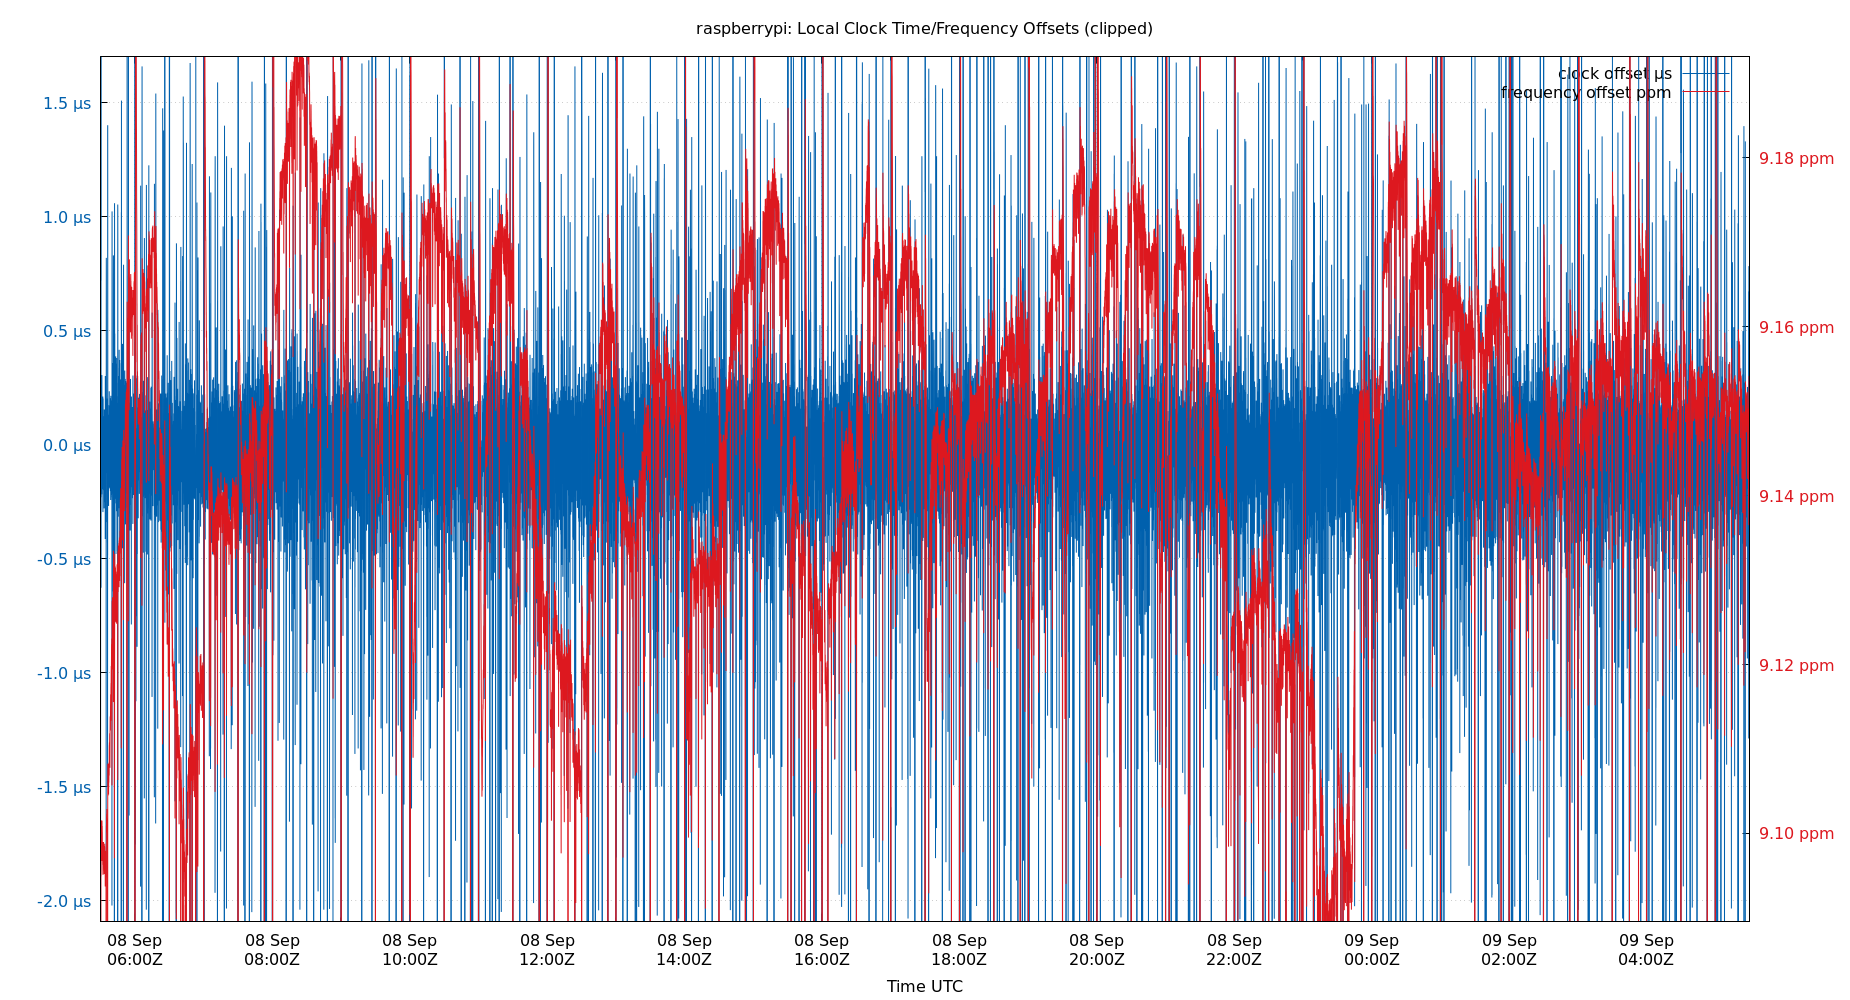 raspberrypi: Local Clock Time/Frequency Offsets (clipped)
clock offset µs
frequency offset ppm
1.5 µs
1.0 µs
0.5 µs
0.0 µs
-0.5 µs
-1.0 µs
-1.5 µs
-2.0 µs
9.18 ppm
9.16 ppm
9.14 ppm
9.12 ppm
9.10 ppm
08 Sep 08 Sep 08 Sep 08 Sep 08 Sep 08 Sep 08 Sep 08 Sep 08 Sep 09 Sep 09 Sep 09 Sep
06:00Z 08:00Z 10:00Z 12:00Z 14:00Z 16:00Z 18:00Z 20:00Z 22:00Z 00:00Z 02:00Z 04:00Z
Time UTC